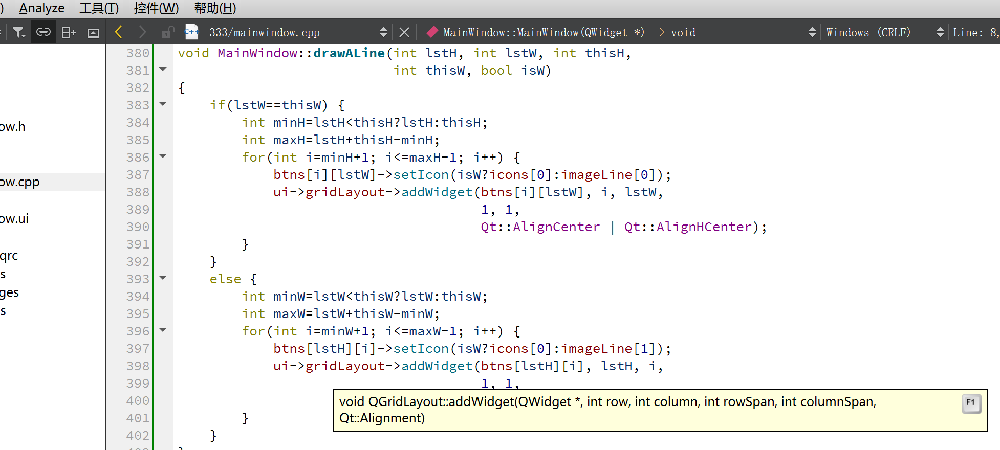 ) Analyze 工具(T) 控件(W) 帮助(H)
333/mainwindow.cpp MainWindow::MainWindow(QWidget *) -> void Windows (CRLF) Line: 8,
ow.h
ow.cpp
ow.ui
qrc
s
ges
s
380 void MainWindow::drawALine(int lstH, int lstW, int thisH,
381 int thisW, bool isW)
382 {
383 if(lstW==thisW) {
384 int minH=lstH<thisH?lstH:thisH;
385 int maxH=lstH+thisH-minH;
386 for(int i=minH+1; i<=maxH-1; i++) {
387 btns[i][lstW]->setIcon(isW?icons[0]:imageLine[0]);
388 ui->gridLayout->addWidget(btns[i][lstW], i, lstW,
389 1, 1,
390 Qt::AlignCenter | Qt::AlignHCenter);
391 }
392 }
393 else {
394 int minW=lstW<thisW?lstW:thisW;
395 int maxW=lstW+thisW-minW;
396 for(int i=minW+1; i<=maxW-1; i++) {
397 btns[lstH][i]->setIcon(isW?icons[0]:imageLine[1]);
398 ui->gridLayout->addWidget(btns[lstH][i], lstH, i,
399 1, 1,
400
401 }
402 }
void QGridLayout::addWidget(QWidget *, int row, int column, int rowSpan, int columnSpan,
Qt::Alignment)
F1